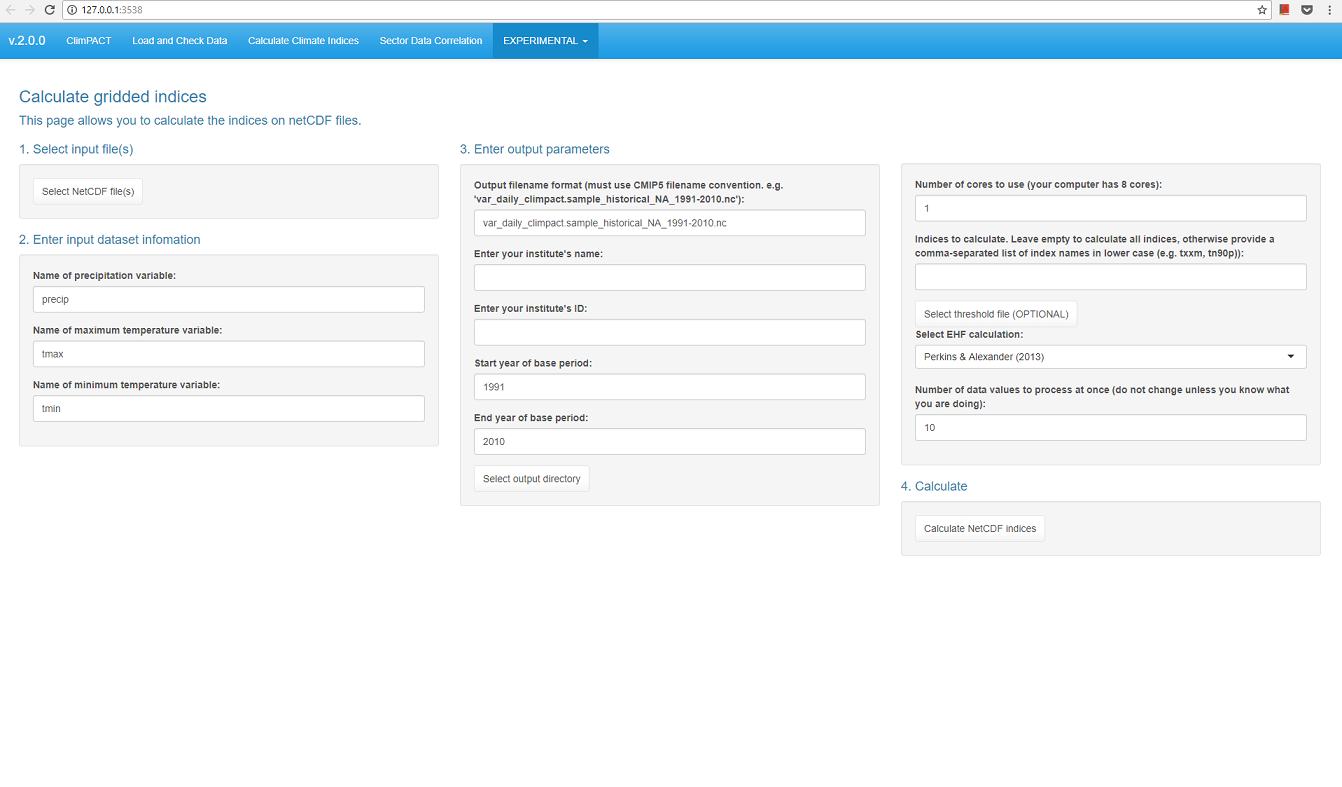 127.0.0.1:3538
v.2.0.0 ClimPACT Load and Check Data Calculate Climate Indices Sector Data Correlation EXPERIMENTAL
Calculate gridded indices
This page allows you to calculate the indices on netCDF files.
1. Select input file(s)
Select NetCDF file(s)
2. Enter input dataset infomation
Name of precipitation variable:
precip
Name of maximum temperature variable:
tmax
Name of minimum temperature variable:
tmin
3. Enter output parameters
Output filename format (must use CMIP5 filename convention. e.g.
'var_daily_climpact.sample_historical_NA_1991-2010.nc'):
var_daily_climpact.sample_historical_NA_1991-2010.nc
Enter your institute's name:
Enter your institute's ID:
Start year of base period:
1991
End year of base period:
2010
Select output directory
Number of cores to use (your computer has 8 cores):
1
Indices to calculate. Leave empty to calculate all indices, otherwise provide a
comma-separated list of index names in lower case (e.g. txxm, tn90p)):
Select threshold file (OPTIONAL)
Select EHF calculation:
Perkins & Alexander (2013)
Number of data values to process at once (do not change unless you know what
you are doing):
10
4. Calculate
Calculate NetCDF indices